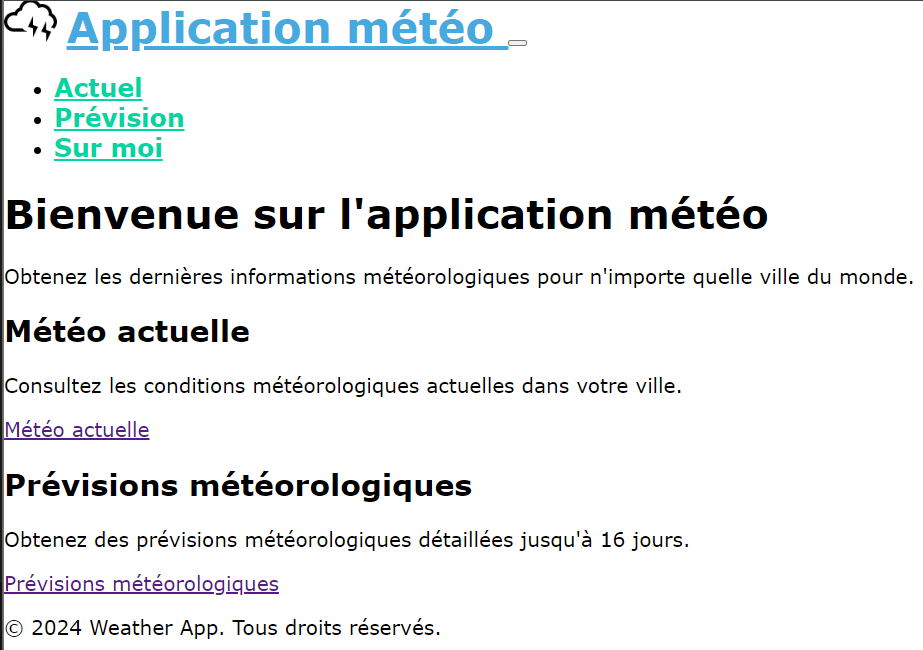 Application météo
Actuel
Prévision
Sur moi
Bienvenue sur l'application météo
Obtenez les dernières informations météorologiques pour n'importe quelle ville du monde.
Météo actuelle
Consultez les conditions météorologiques actuelles dans votre ville.
Météo actuelle
Prévisions météorologiques
Obtenez des prévisions météorologiques détaillées jusqu'à 16 jours.
Prévisions météorologiques
© 2024 Weather App. Tous droits réservés.